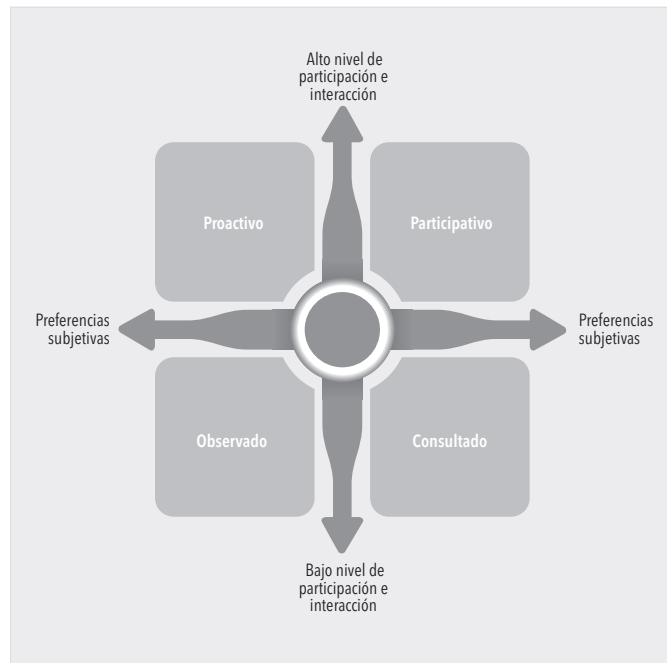 Alto nivel de
participación e
interacción
Proactivo
Participativo
Preferencias
subjetivas
Preferencias
subjetivas
Observado
Consultado
Bajo nivel de
participación e
interacción